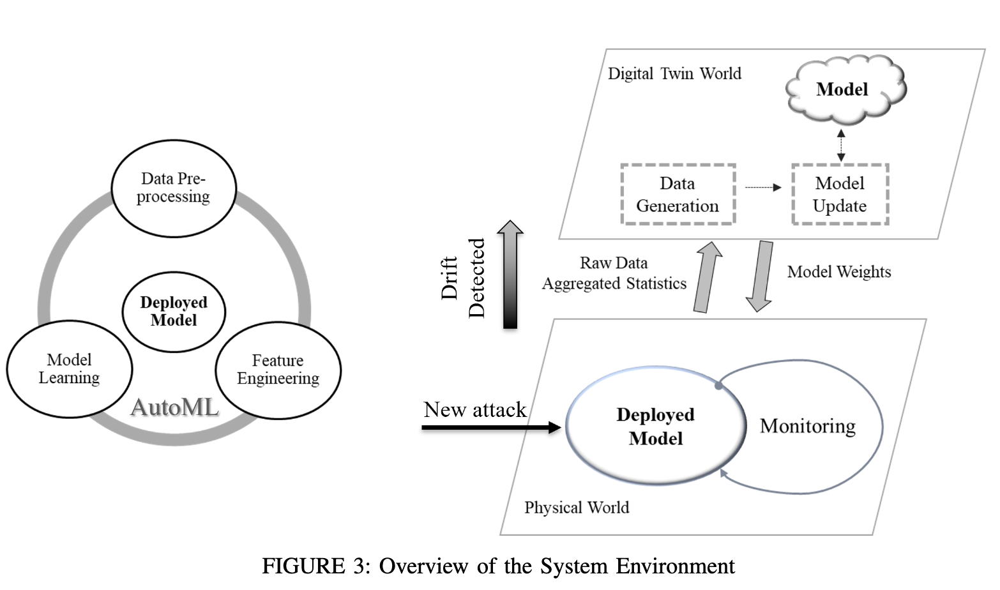 Data Pre-
processing
Deployed
Model
Model
Learning
Feature
Engineering
AutoML
Digital Twin World
Model
Data
Generation
Model
Update
Drift
Detected
Raw Data
Aggregated Statistics
Model Weights
New attack
Deployed
Model
Monitoring
Physical World
FIGURE 3: Overview of the System Environment